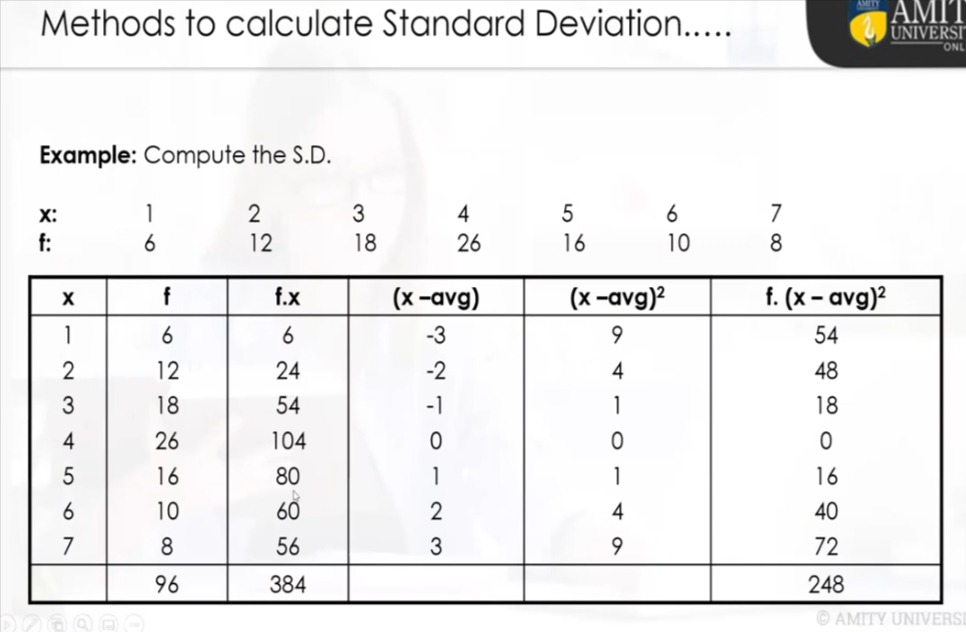 Methods to calculate Standard Deviation.....
AMITY
AMIT
UNIVERSI
ONL
Example: Compute the S.D.
x: 1 2 3 4 5 6 7
f: 6 12 18 26 16 10 8
x f f.x (x –avg) (x –avg)² f. (x – avg)²
1 6 6 -3 9 54
2 12 24 -2 4 48
3 18 54 -1 1 18
4 26 104 0 0 0
5 16 80 1 1 16
6 10 60 2 4 40
7 8 56 3 9 72
96 384 248
© AMITY UNIVERSI